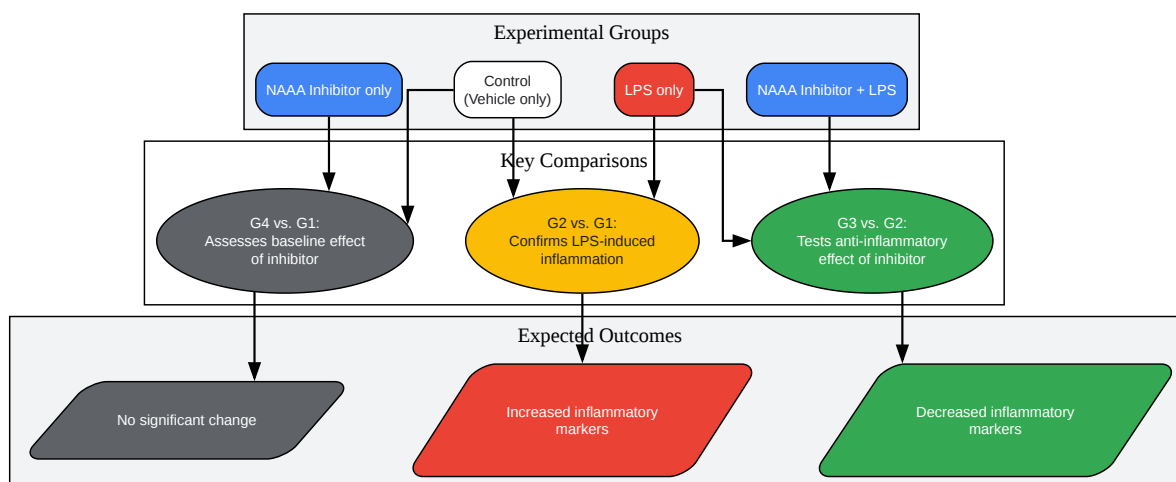 Experimental Groups
NAAA Inhibitor only
Control
(Vehicle only)
LPS only
NAAA Inhibitor + LPS
Key Comparisons
G4 vs. G1:
Assesses baseline effect
of inhibitor
G2 vs. G1:
Confirms LPS-induced
inflammation
G3 vs. G2:
Tests anti-inflammatory
effect of inhibitor
Expected Outcomes
No significant change
Increased inflammatory
markers
Decreased inflammatory
markers